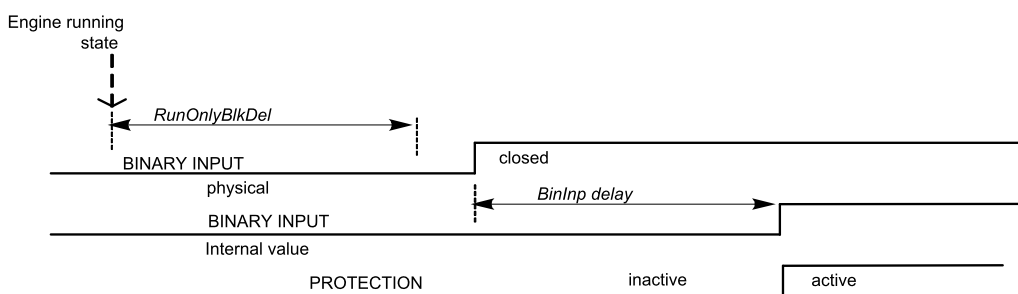 Engine running
state
RunOnlyBlkDel
BINARY INPUT
physical
closed
BinInp delay
BINARY INPUT
Internal value
PROTECTION inactive active